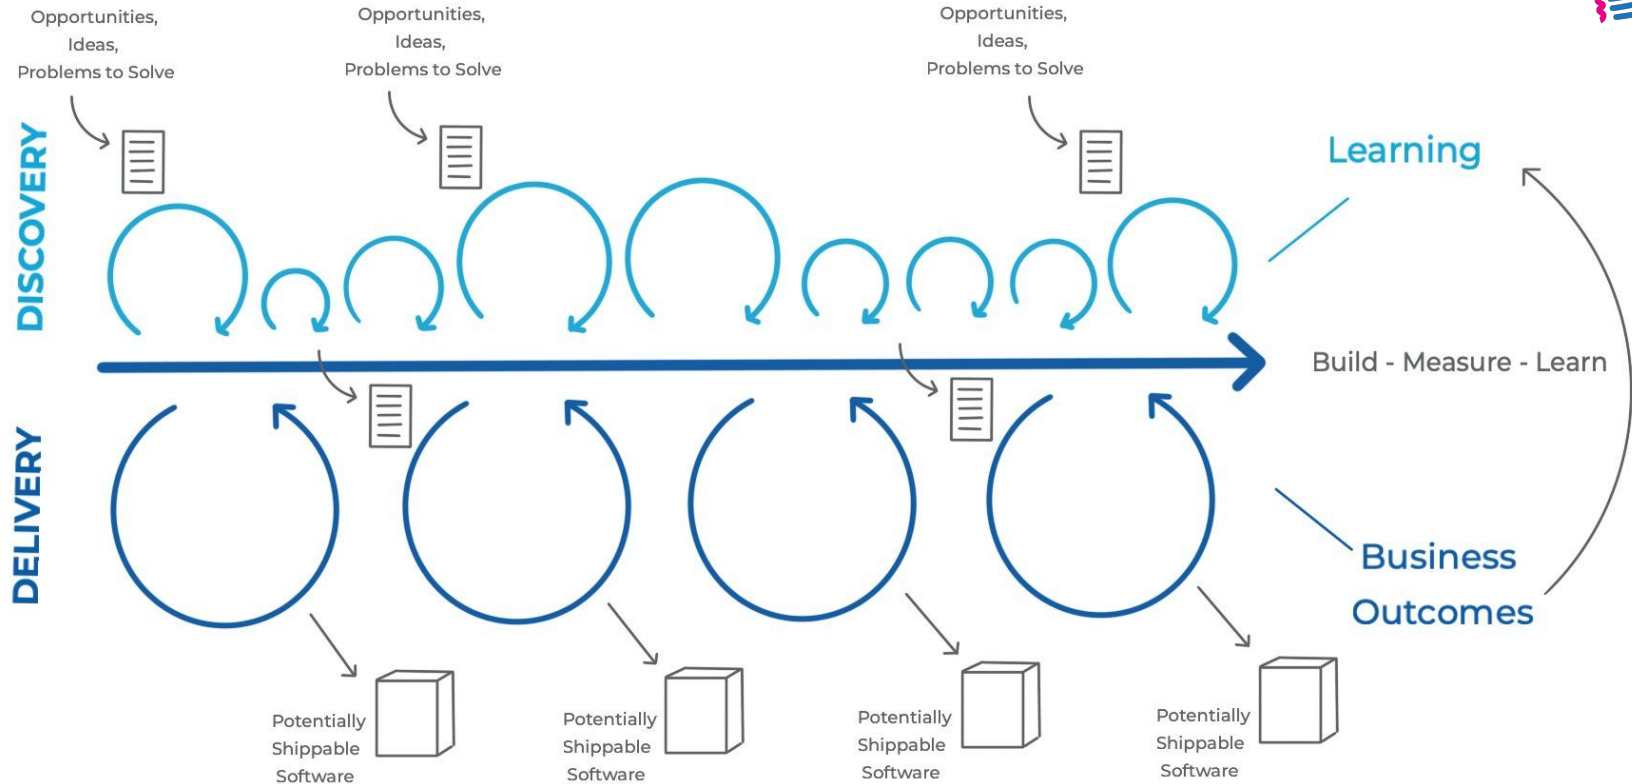 Opportunities,
Ideas,
Problems to Solve
Opportunities,
Ideas,
Problems to Solve
Opportunities,
Ideas,
Problems to Solve
DISCOVERY
Learning
Build - Measure - Learn
DELIVERY
Business
Outcomes
Potentially
Shippable
Software
Potentially
Shippable
Software
Potentially
Shippable
Software
Potentially
Shippable
Software